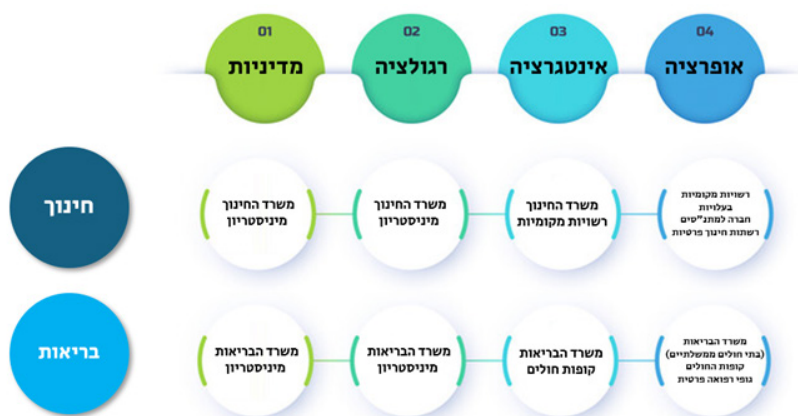 01
מדיניות
02
רגולציה
03
אינטגרציה
04
אופרציה
חינוך
משרד החינוך
מיניסטריון
משרד החינוך
מיניסטריון
משרד החינוך
רשויות מקומיות
רשויות מקומיות
בעלויות
חברה למתנ"סים
רשתות חינוך פרטיות
בריאות
משרד הבריאות
מיניסטריון
משרד הבריאות
מיניסטריון
משרד הבריאות
קופות חולים
משרד הבריאות
(בתי חולים ממשלתיים)
קופות החולים
גופי רפואה פרטית